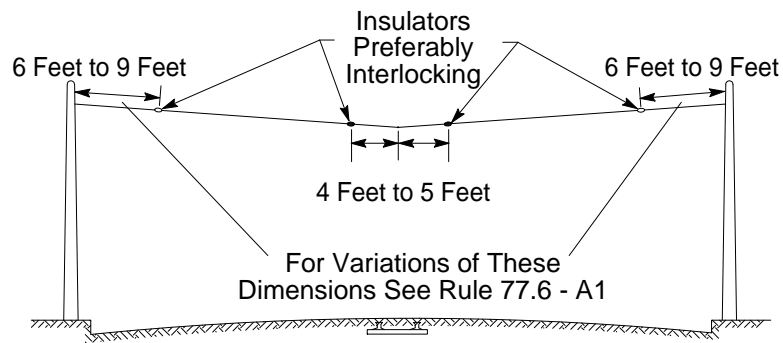 Insulators
Preferably
Interlocking
6 Feet to 9 Feet
6 Feet to 9 Feet
4 Feet to 5 Feet
For Variations of These
Dimensions See Rule 77.6 - A1